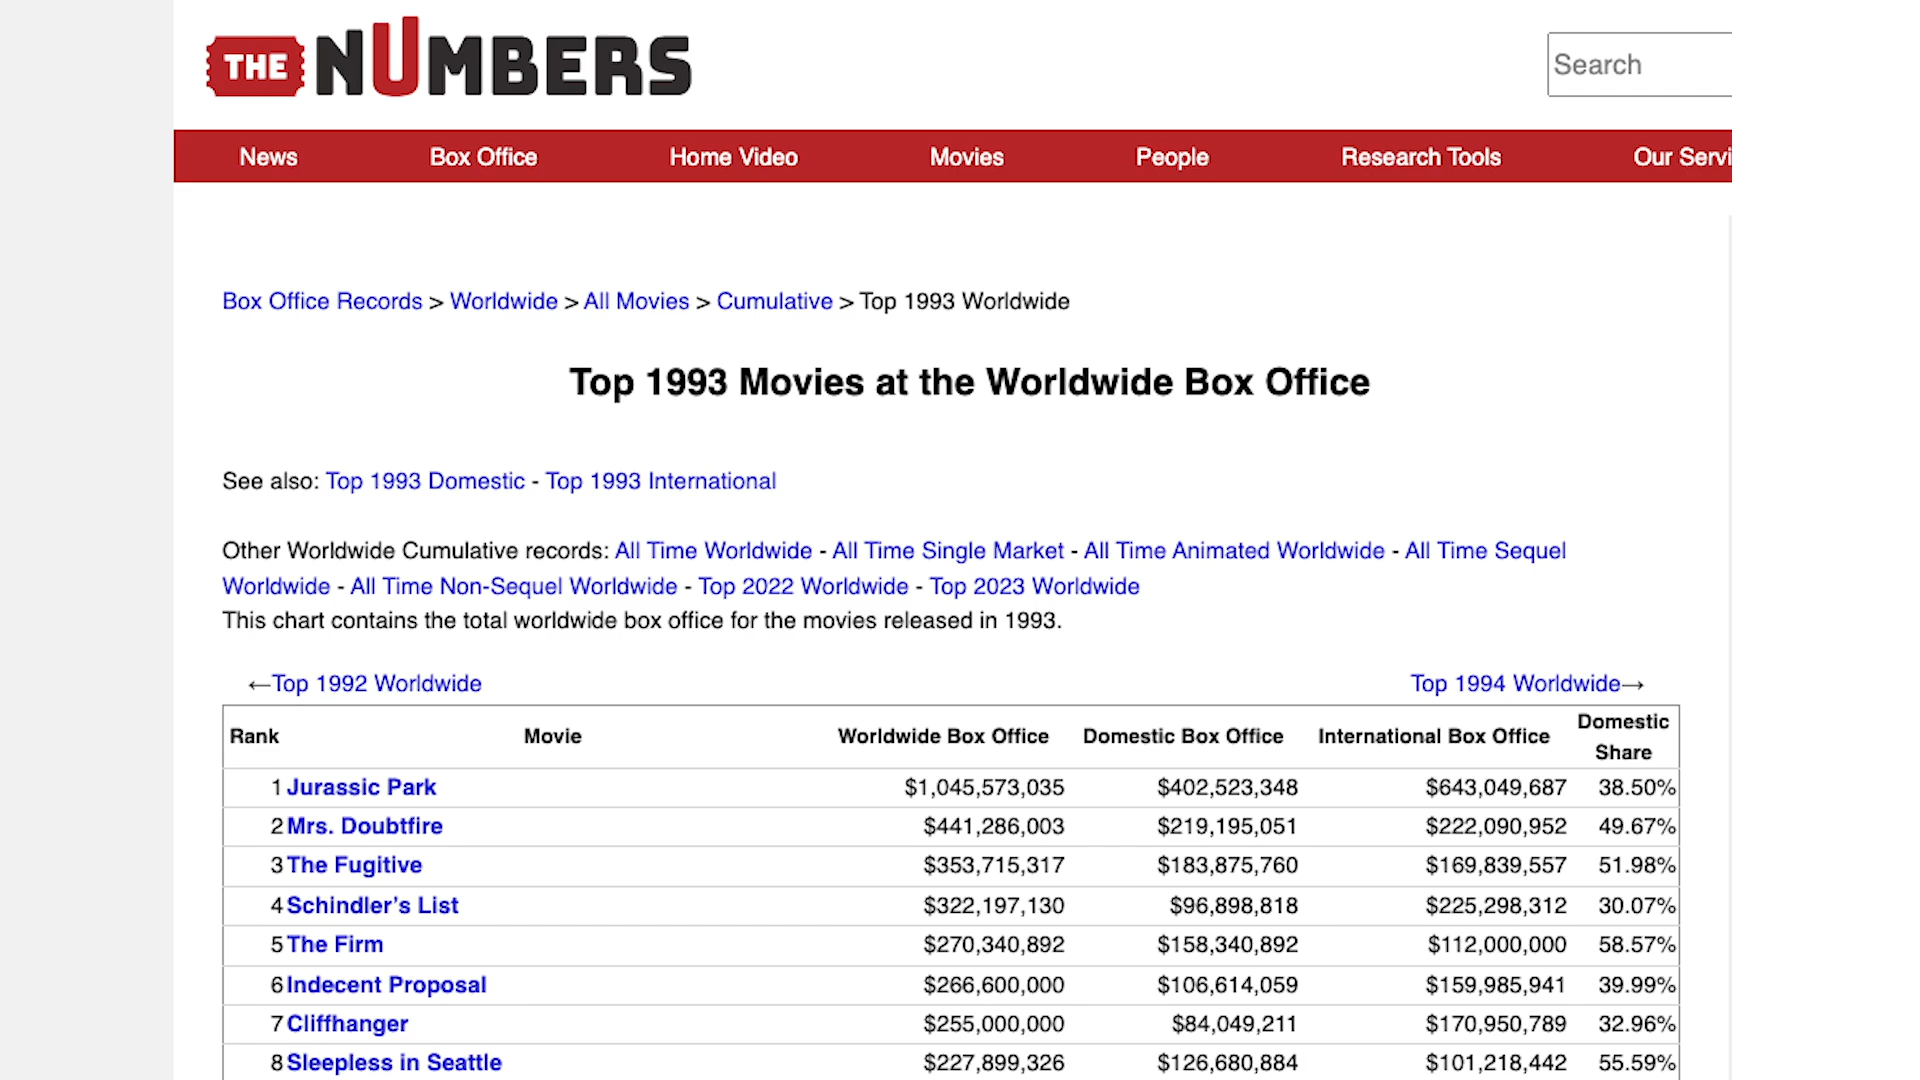 THE NUMBERS
Search
News Box Office Home Video Movies People Research Tools Our Servi
Box Office Records > Worldwide > All Movies > Cumulative > Top 1993 Worldwide
Top 1993 Movies at the Worldwide Box Office
See also: Top 1993 Domestic - Top 1993 International
Other Worldwide Cumulative records: All Time Worldwide - All Time Single Market - All Time Animated Worldwide - All Time Sequel
Worldwide - All Time Non-Sequel Worldwide - Top 2022 Worldwide - Top 2023 Worldwide
This chart contains the total worldwide box office for the movies released in 1993.
←Top 1992 Worldwide Top 1994 Worldwide→
Rank Movie Worldwide Box Office Domestic Box Office International Box Office Domestic Share
1 Jurassic Park $1,045,573,035 $402,523,348 $643,049,687 38.50%
2 Mrs. Doubtfire $441,286,003 $219,195,051 $222,090,952 49.67%
3 The Fugitive $353,715,317 $183,875,760 $169,839,557 51.98%
4 Schindler’s List $322,197,130 $96,898,818 $225,298,312 30.07%
5 The Firm $270,340,892 $158,340,892 $112,000,000 58.57%
6 Indecent Proposal $266,600,000 $106,614,059 $159,985,941 39.99%
7 Cliffhanger $255,000,000 $84,049,211 $170,950,789 32.96%
8 Sleepless in Seattle $227,899,326 $126,680,884 $101,218,442 55.59%